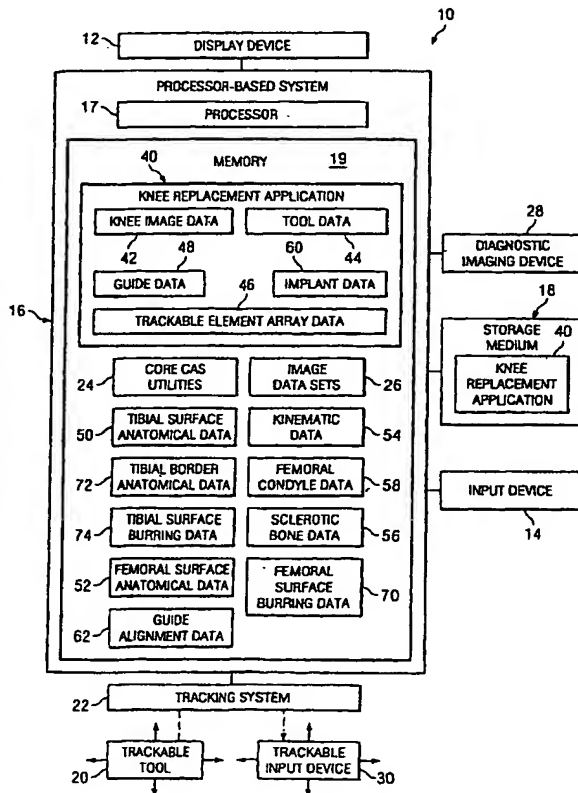 10
12
DISPLAY DEVICE
PROCESSOR-BASED SYSTEM
17
PROCESSOR
MEMORY
19
40
KNEE REPLACEMENT APPLICATION
KNEE IMAGE DATA
TOOL DATA
42
48
60
44
GUIDE DATA
IMPLANT DATA
46
TRACKABLE ELEMENT ARRAY DATA
16
28
DIAGNOSTIC
IMAGING DEVICE
18
STORAGE
MEDIUM
40
KNEE
REPLACEMENT
APPLICATION
24
CORE CAS
UTILITIES
IMAGE
DATA SETS
26
50
TIBIAL SURFACE
ANATOMICAL DATA
KINEMATIC
DATA
54
72
TIBIAL BORDER
ANATOMICAL DATA
FEMORAL
CONDYLE DATA
58
INPUT DEVICE
14
74
TIBIAL SURFACE
BURRING DATA
SCLEROTIC
BONE DATA
56
52
FEMORAL SURFACE
ANATOMICAL DATA
FEMORAL
SURFACE
BURRING DATA
70
62
GUIDE
ALIGNMENT DATA
22
TRACKING SYSTEM
TRACKABLE
TOOL
20
TRACKABLE
INPUT DEVICE
30